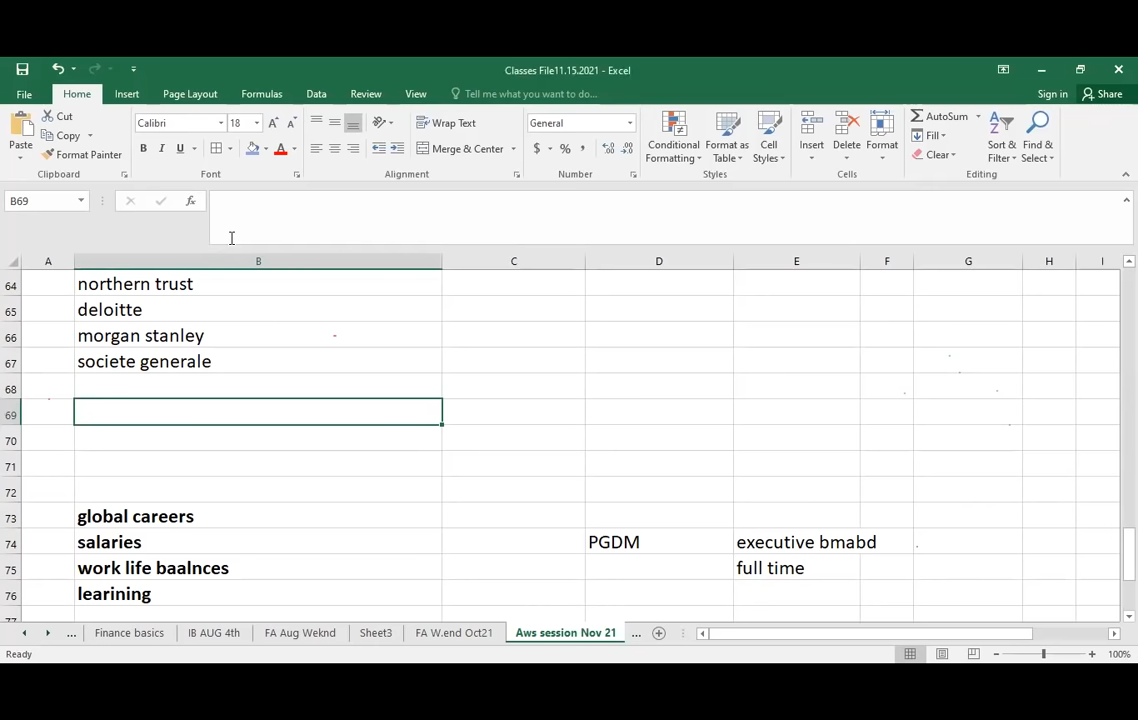 Classes File11.15.2021 - Excel
File Home Insert Page Layout Formulas Data Review View Tell me what you want to do... Sign in Share
Paste
Cut
Copy
Format Painter
Clipboard
Calibri 18
B I U
Font
Wrap Text
Merge & Center
Alignment
General
$ % ,
Number
Conditional Formatting
Format as Table
Cell Styles
Styles
Insert
Delete
Format
Cells
AutoSum
Fill
Clear
Sort & Filter
Find & Select
Editing
B69 fx
A B C D E F G H I
64 northern trust
65 deloitte
66 morgan stanley
67 societe generale
68
69
70
71
72
73 global careers
74 salaries PGDM executive bmabd
75 work life baalnces full time
76 learining
77
... Finance basics IB AUG 4th FA Aug Weknd Sheet3 FA W.end Oct21 Aws session Nov 21 ...
Ready 100%